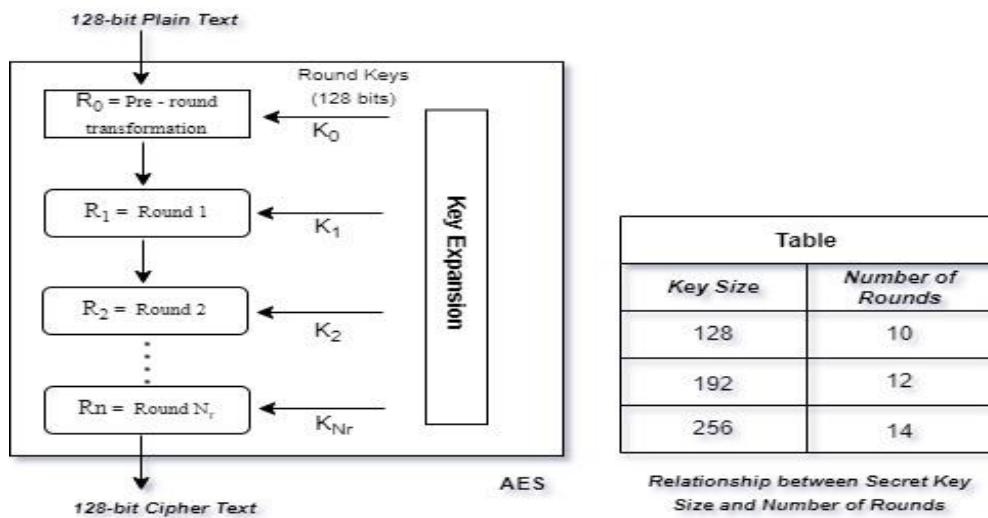 128-bit Plain Text
Round Keys
(128 bits)
R0 = Pre - round
transformation
K0
R1 = Round 1
K1
R2 = Round 2
K2
Rn = Round Nr
KNr
Key Expansion
AES
128-bit Cipher Text
Table
Key Size
Number of
Rounds
128
10
192
12
256
14
Relationship between Secret Key
Size and Number of Rounds